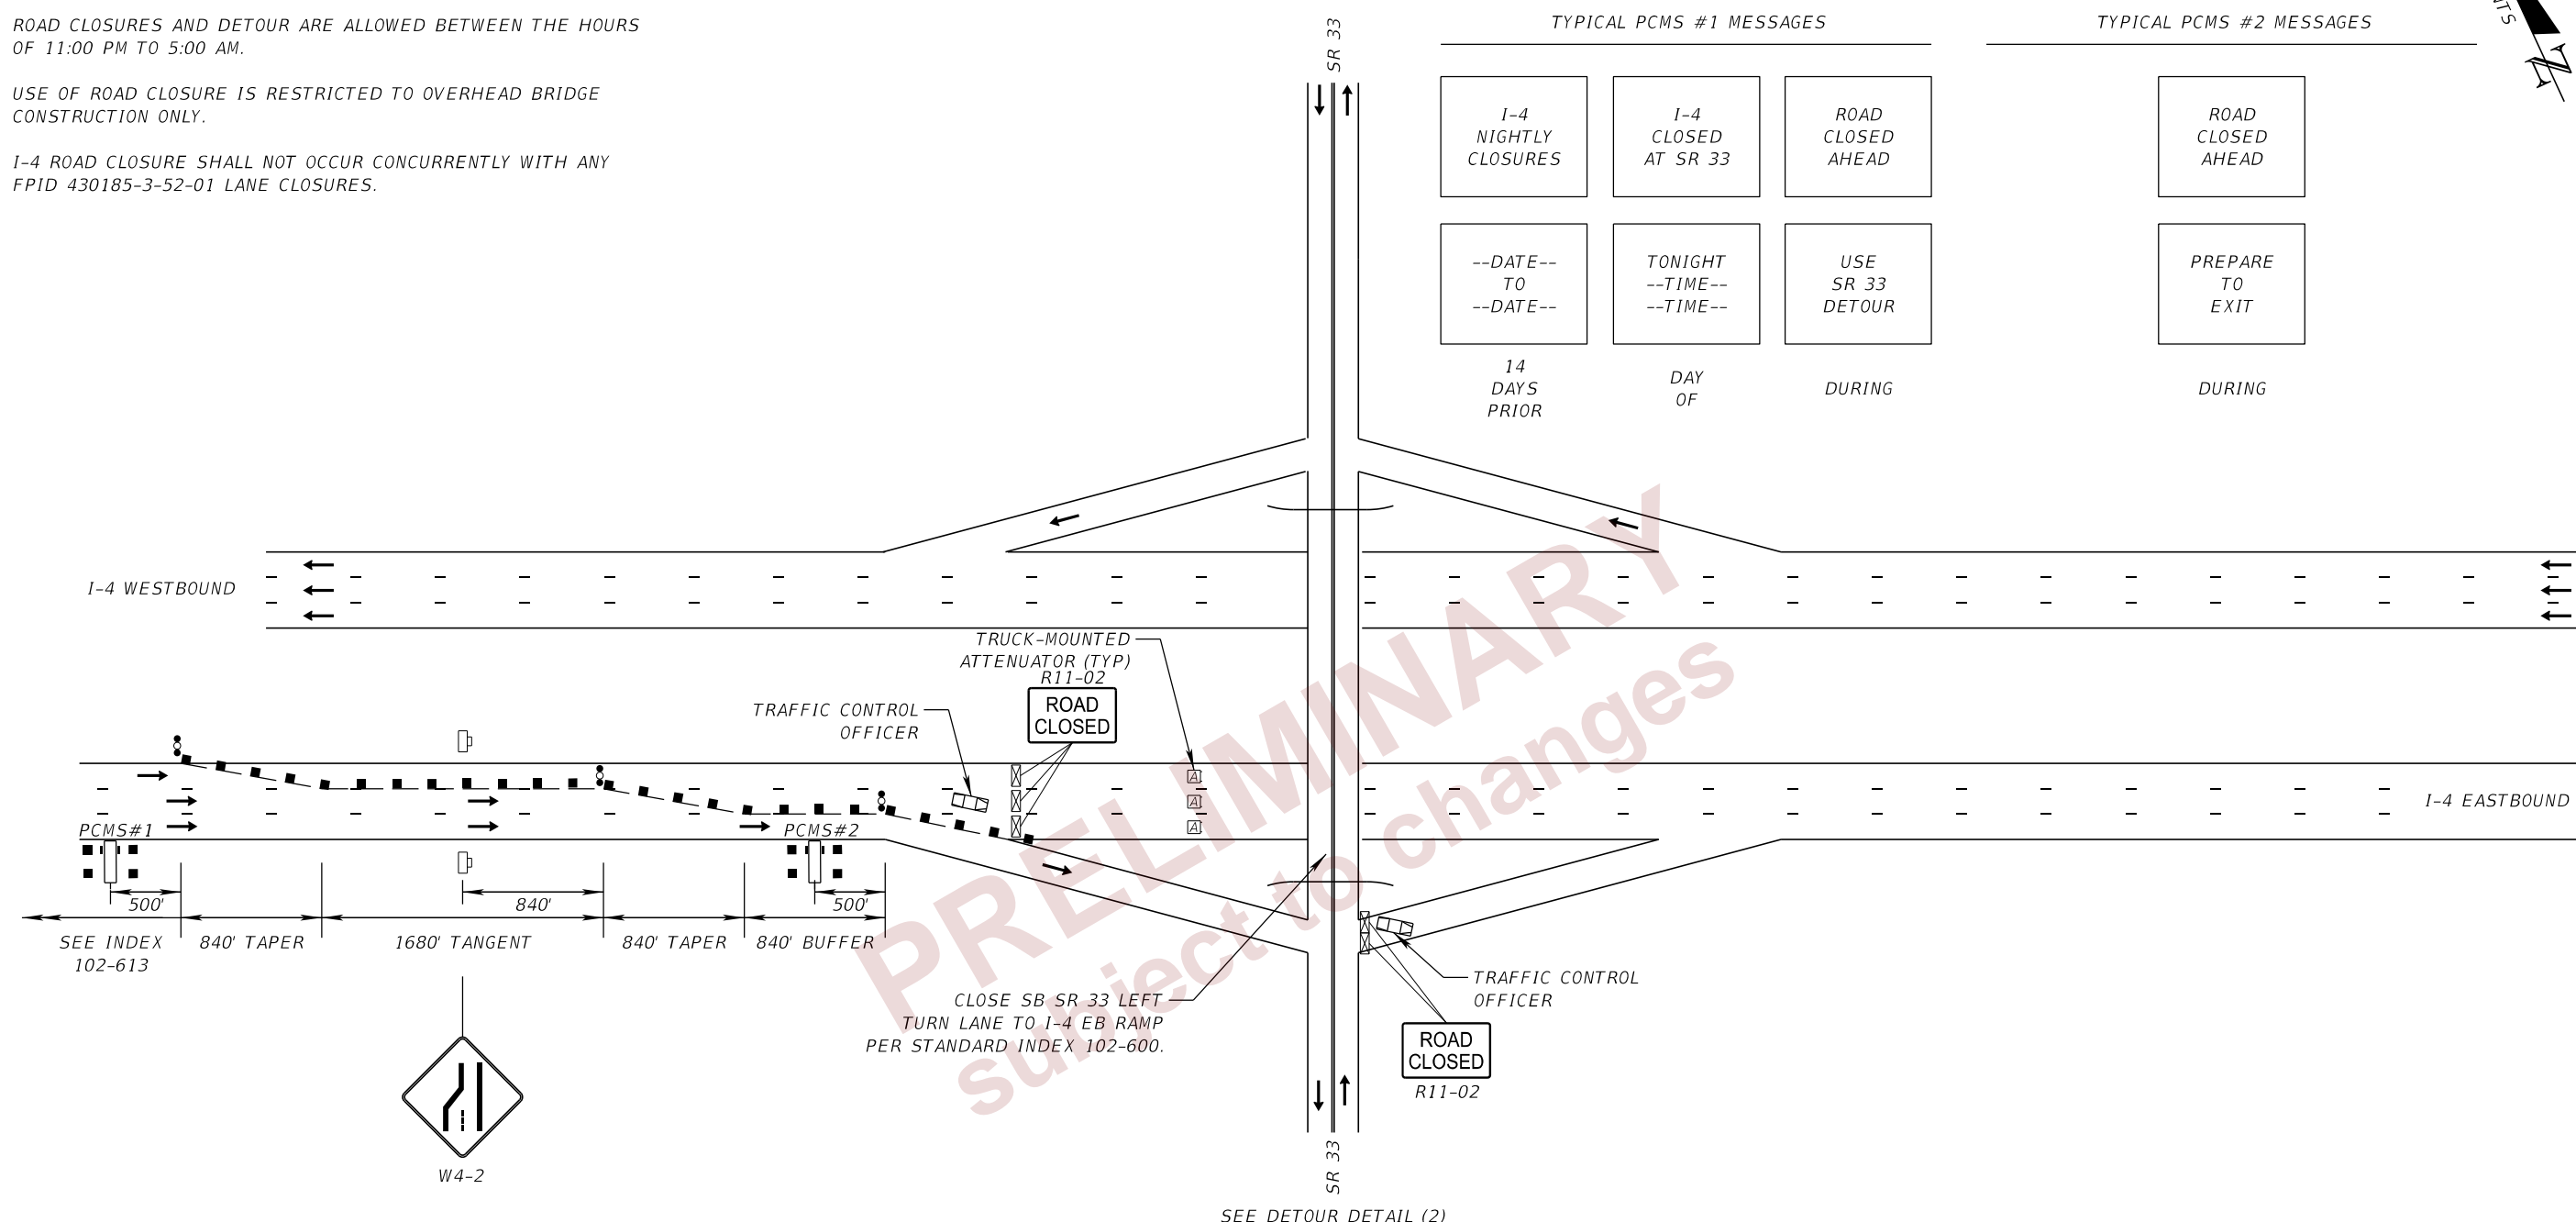 ROAD CLOSURES AND DETOUR ARE ALLOWED BETWEEN THE HOURS
OF 11:00 PM TO 5:00 AM.
USE OF ROAD CLOSURE IS RESTRICTED TO OVERHEAD BRIDGE
CONSTRUCTION ONLY.
I-4 ROAD CLOSURE SHALL NOT OCCUR CONCURRENTLY WITH ANY
FPID 430185-3-52-01 LANE CLOSURES.
SR 33
TYPICAL PCMS #1 MESSAGES
I-4
NIGHTLY
CLOSURES
I-4
CLOSED
AT SR 33
ROAD
CLOSED
AHEAD
--DATE--
TO
--DATE--
TONIGHT
--TIME--
--TIME--
USE
SR 33
DETOUR
14
DAYS
PRIOR
DAY
OF
DURING
TYPICAL PCMS #2 MESSAGES
ROAD
CLOSED
AHEAD
PREPARE
TO
EXIT
DURING
N
I-4 WESTBOUND
TRUCK-MOUNTED
ATTENUATOR (TYP)
R11-02
ROAD
CLOSED
TRAFFIC CONTROL
OFFICER
A
A
A
I-4 EASTBOUND
PCMS#1
PCMS#2
500'
840'
500'
SEE INDEX
102-613
840' TAPER
1680' TANGENT
840' TAPER
840' BUFFER
W4-2
CLOSE SB SR 33 LEFT
TURN LANE TO I-4 EB RAMP
PER STANDARD INDEX 102-600.
TRAFFIC CONTROL
OFFICER
ROAD
CLOSED
R11-02
SR 33
SEE DETOUR DETAIL (2)
PRELIMINARY
subject to changes